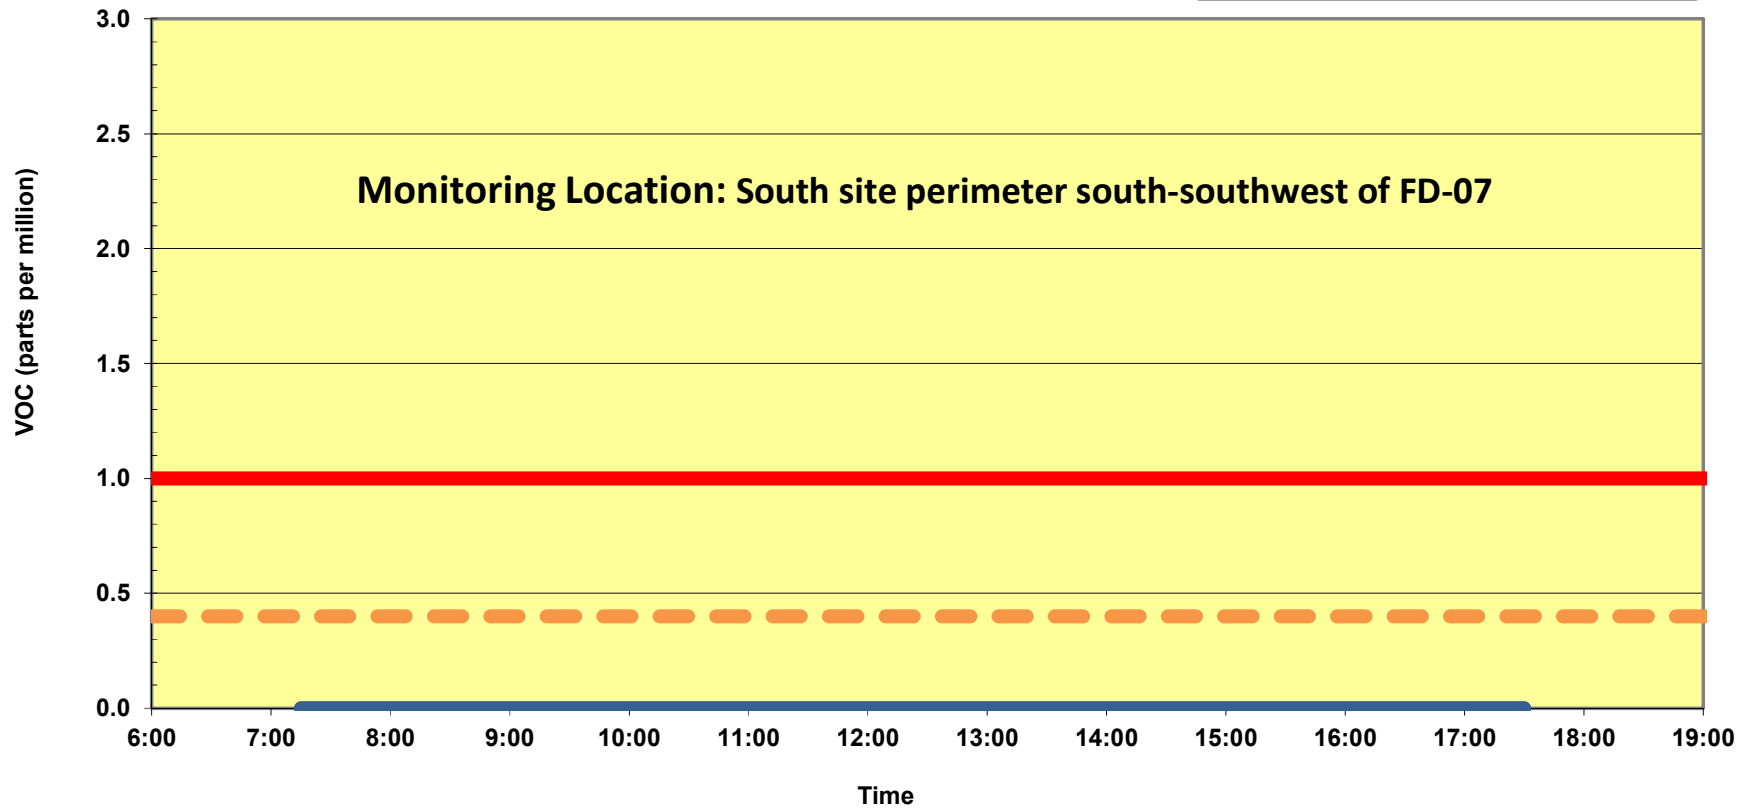 3.0
2.5
Monitoring Location: South site perimeter south-southwest of FD-07
2.0
1.5
VOC (parts per million)
1.0
0.5
0.0
6:00 7:00 8:00 9:00 10:00 11:00 12:00 13:00 14:00 15:00 16:00 17:00 18:00 19:00
Time